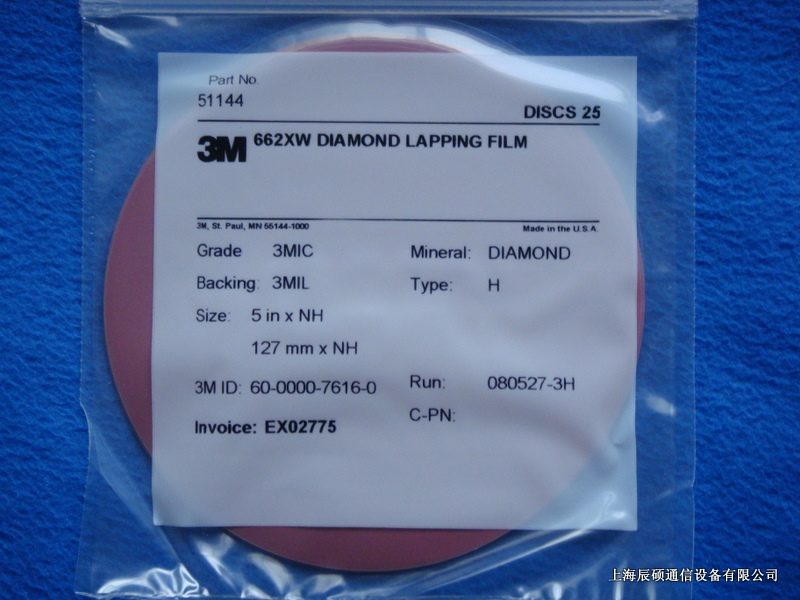 Part No.
51144
DISCS 25
3M 662XW DIAMOND LAPPING FILM
3M, St. Paul, MN 55144-1000 Made in the U.S.A.
Grade 3MIC Mineral: DIAMOND
Backing: 3MIL Type: H
Size: 5 in x NH
127 mm x NH
3M ID: 60-0000-7616-0 Run: 080527-3H
C-PN:
Invoice: EX02775
上海辰硕通信设备有限公司